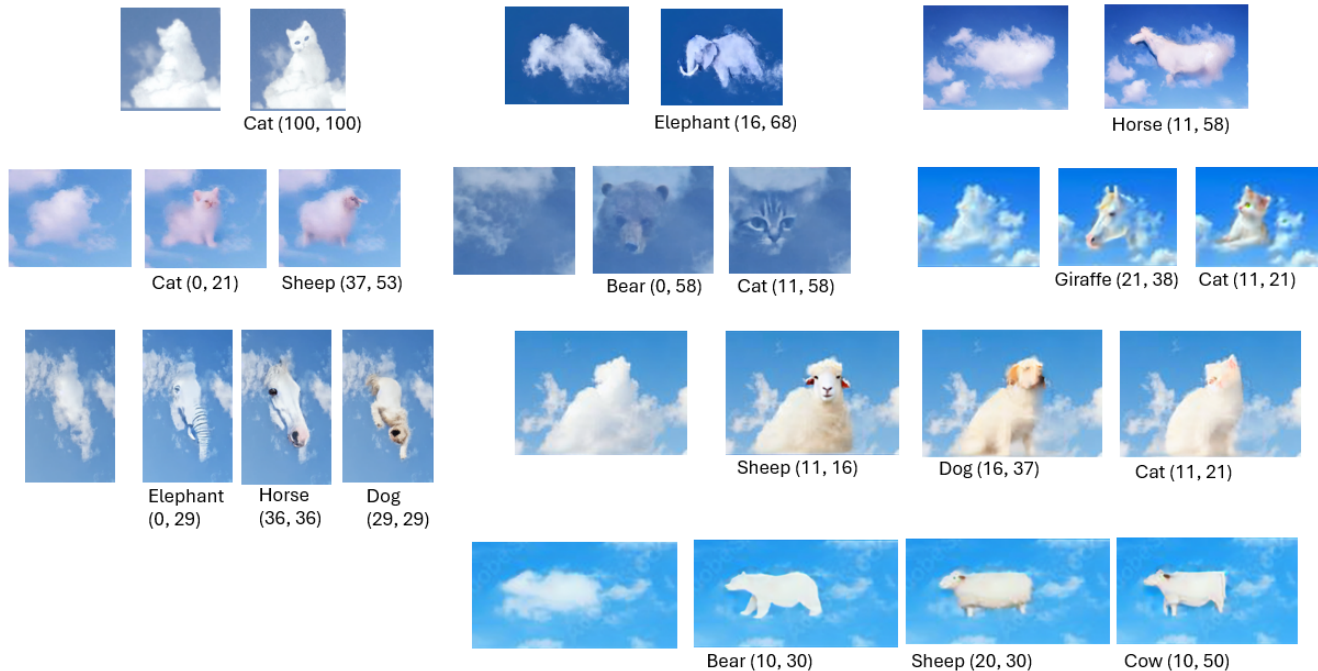 Cat (100, 100)
Elephant (16, 68)
Horse (11, 58)
Cat (0, 21)
Sheep (37, 53)
Bear (0, 58)
Cat (11, 58)
Giraffe (21, 38)
Cat (11, 21)
Elephant
(0, 29)
Horse
(36, 36)
Dog
(29, 29)
Sheep (11, 16)
Dog (16, 37)
Cat (11, 21)
Bear (10, 30)
Sheep (20, 30)
Cow (10, 50)